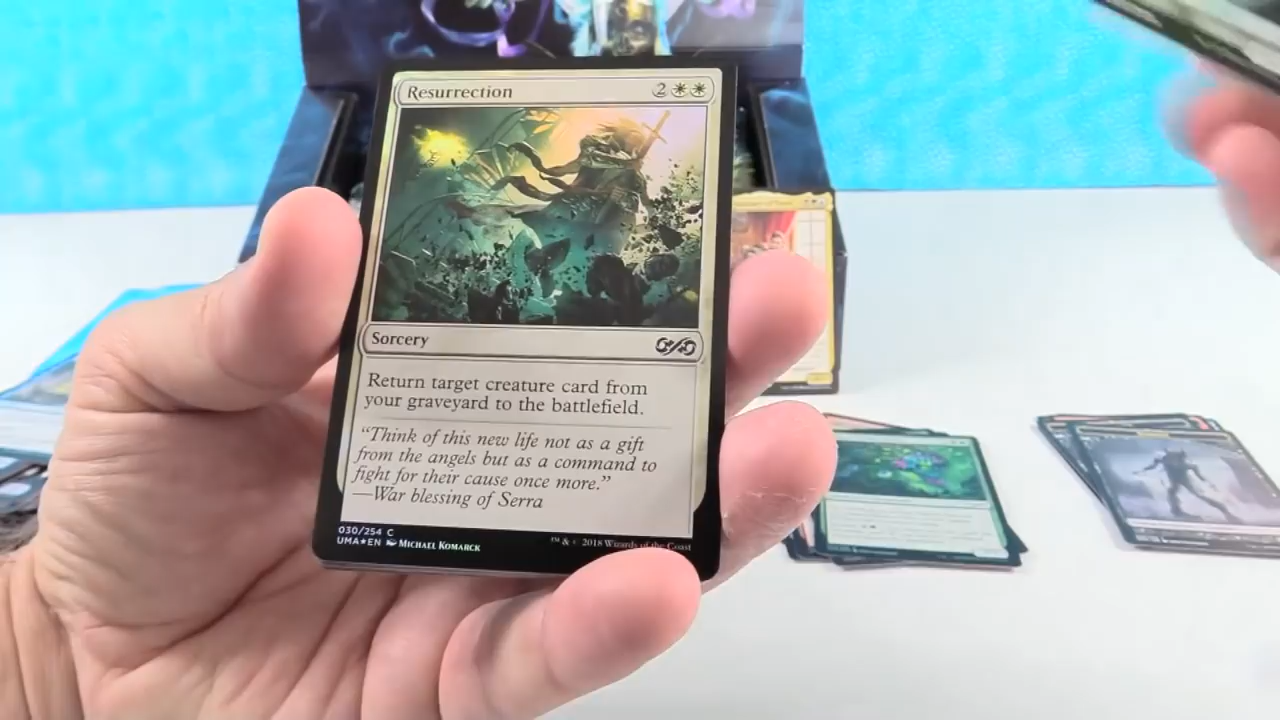 Resurrection 2
Sorcery
Return target creature card from
your graveyard to the battlefield.
"Think of this new life not as a gift
from the angels but as a command to
fight for their cause once more."
—War blessing of Serra
030/254 C
UMA★EN Michael Komarck
™ & © 2018 Wizards of the Coast